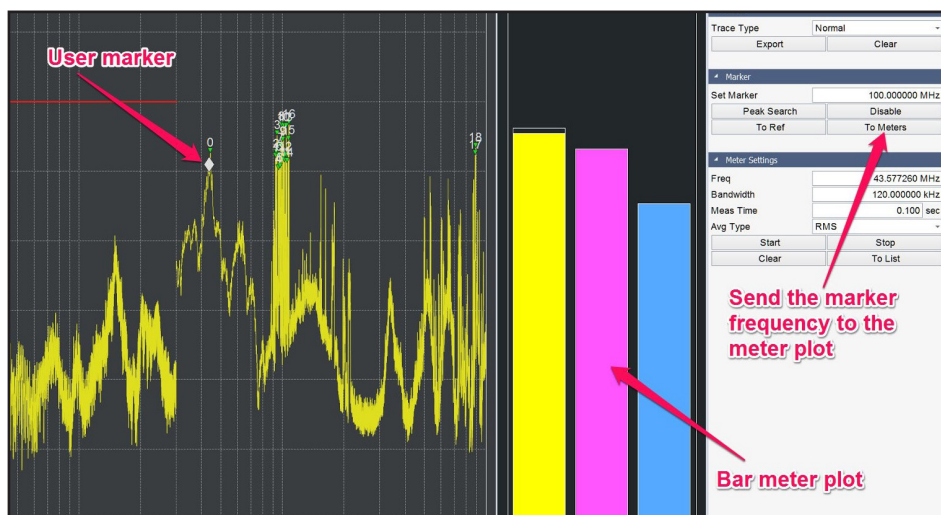 User marker
0
18
17
Trace Type Normal
Export Clear
Marker
Set Marker 100.000000 MHz
Peak Search Disable
To Ref To Meters
Meter Settings
Freq 43.577260 MHz
Bandwidth 120.000000 kHz
Meas Time 0.100 sec
Avg Type RMS
Start Stop
Clear To List
Send the marker
frequency to the
meter plot
Bar meter plot